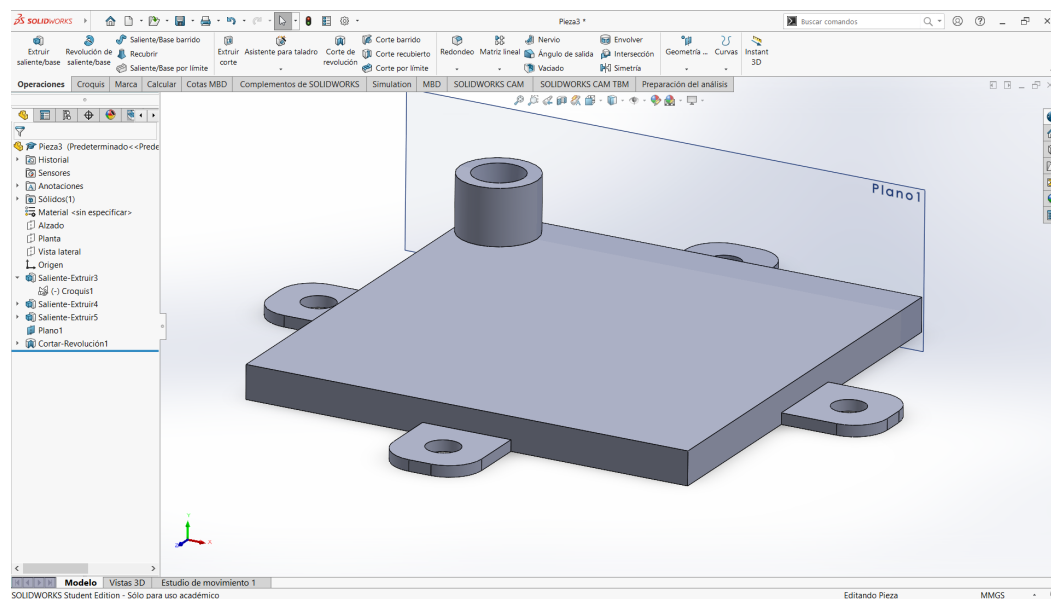 SOLIDWORKS
Pieza3 *
Buscar comandos
Extruir saliente/base
Revolución de saliente/base
Saliente/Base barrido
Recubrir
Saliente/Base por límite
Extruir corte
Asistente para taladro
Corte de revolución
Corte barrido
Corte recubierto
Corte por límite
Redondeo
Matriz lineal
Nervio
Ángulo de salida
Vaciado
Envolver
Intersección
Simetría
Geometría ...
Curvas
Instant 3D
Operaciones Croquis Marca Calcular Cotas MBD Complementos de SOLIDWORKS Simulation MBD SOLIDWORKS CAM SOLIDWORKS CAM TBM Preparación del análisis
Pieza3 (Predeterminado<<Prede
Historial
Sensores
Anotaciones
Sólidos(1)
Material <sin especificar>
Alzado
Planta
Vista lateral
Origen
Saliente-Extruir3
(-) Croquis1
Saliente-Extruir4
Saliente-Extruir5
Plano1
Cortar-Revolución1
Plano1
Y
X
Z
Modelo Vistas 3D Estudio de movimiento 1
SOLIDWORKS Student Edition - Sólo para uso académico
Editando Pieza
MMGS